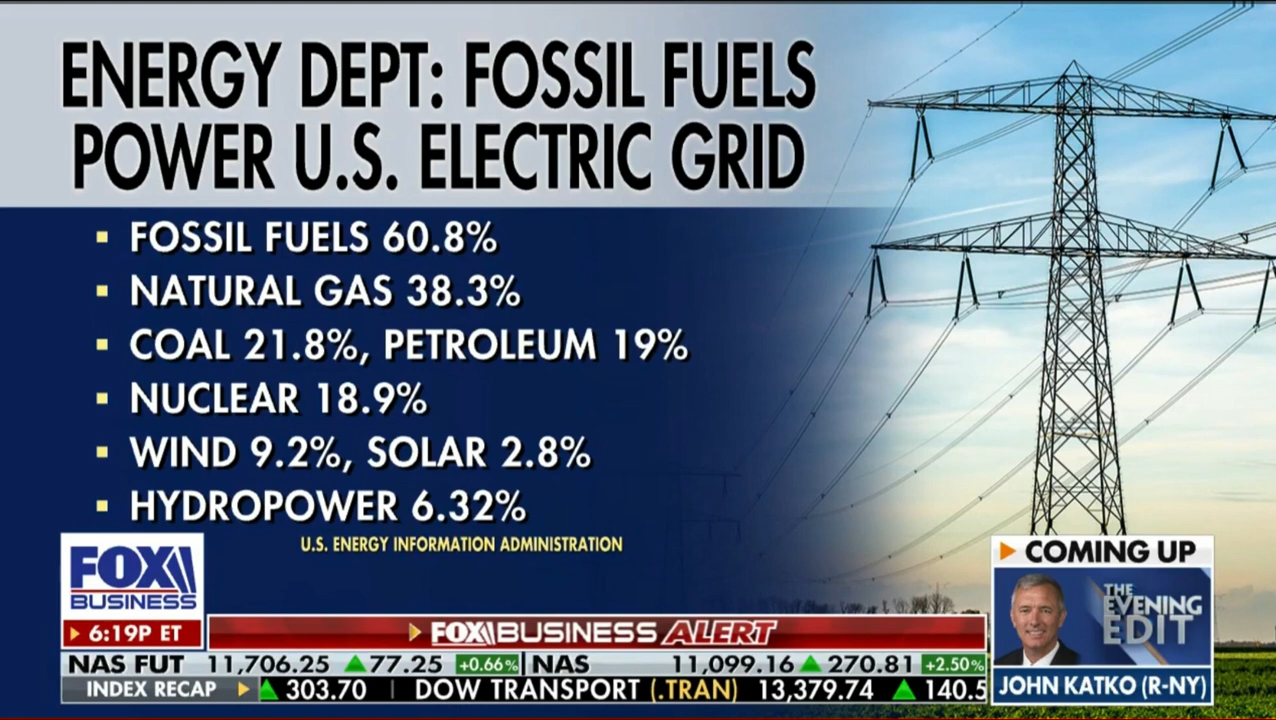 ENERGY DEPT: FOSSIL FUELS
POWER U.S. ELECTRIC GRID
FOSSIL FUELS 60.8%
NATURAL GAS 38.3%
COAL 21.8%, PETROLEUM 19%
NUCLEAR 18.9%
WIND 9.2%, SOLAR 2.8%
HYDROPOWER 6.32%
U.S. ENERGY INFORMATION ADMINISTRATION
FOX
BUSINESS
6:19P ET
FOX BUSINESS ALERT
COMING UP
THE
EVENING
EDIT
JOHN KATKO (R-NY)
NAS FUT 11,706.25 77.25 +0.66% NAS 11,099.16 270.81 +2.50%
INDEX RECAP 303.70 DOW TRANSPORT (.TRAN) 13,379.74 140.5